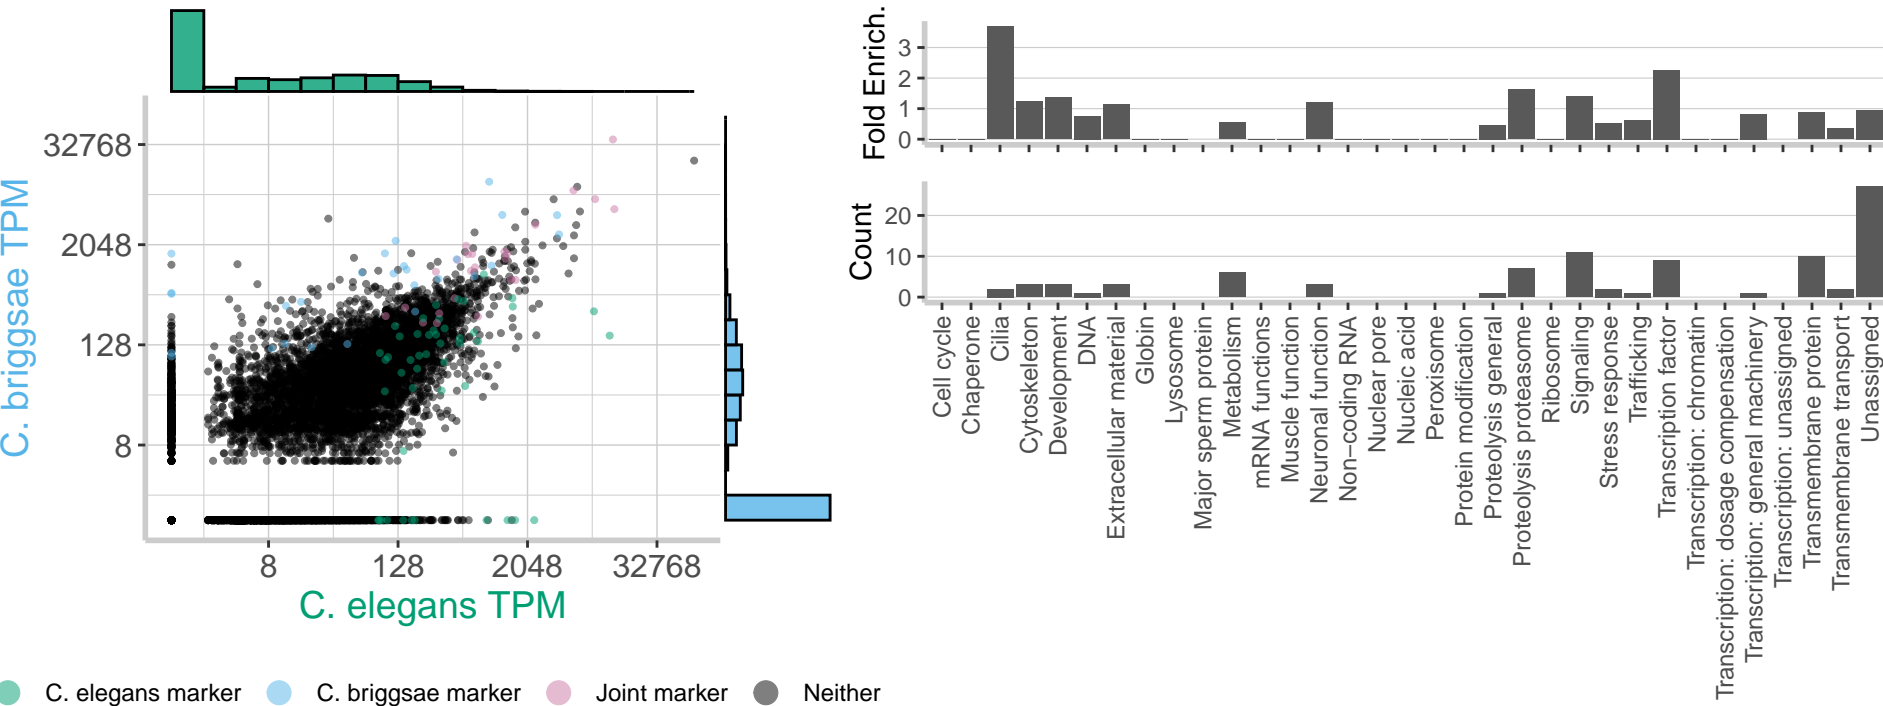 32768
2048
128
8
C. briggsae TPM
8
128
2048
32768
C. elegans TPM
C. elegans marker
C. briggsae marker
Joint marker
Neither
Fold Enrich.
3
2
1
0
Count
20
10
0
Cell cycle
Chaperone
Cilia
Cytoskeleton
Development
DNA
Extracellular material
Globin
Lysosome
Major sperm protein
Metabolism
mRNA functions
Muscle function
Neuronal function
Non−coding RNA
Nuclear pore
Nucleic acid
Peroxisome
Protein modification
Proteolysis general
Proteolysis proteasome
Ribosome
Signaling
Stress response
Trafficking
Transcription factor
Transcription: chromatin
Transcription: dosage compensation
Transcription: general machinery
Transcription: unassigned
Transmembrane protein
Transmembrane transport
Unassigned